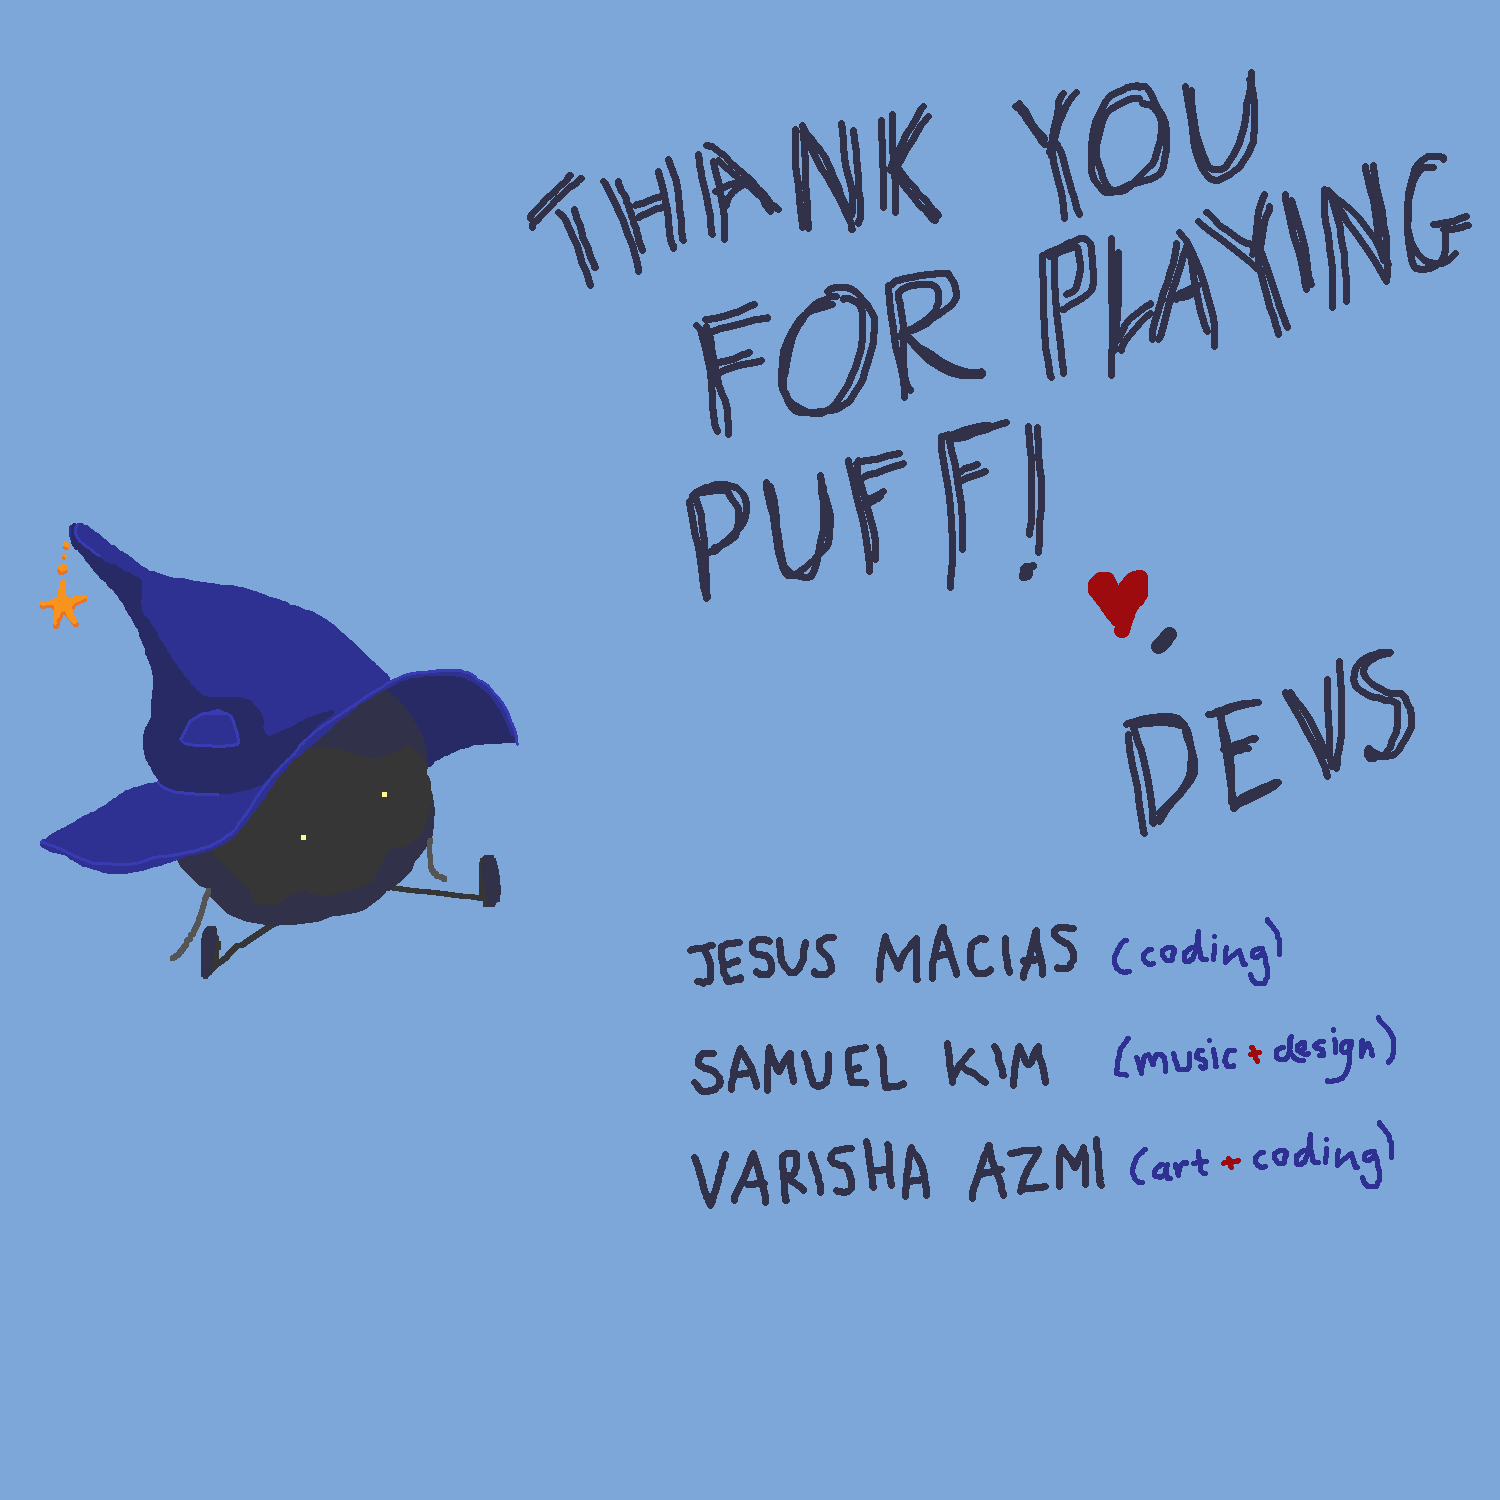 THANK YOU
FOR PLAYING
PUFF!
DEVS
JESUS MACIAS (coding)
SAMUEL KIM (music + design)
VARISHA AZMI (art + coding)